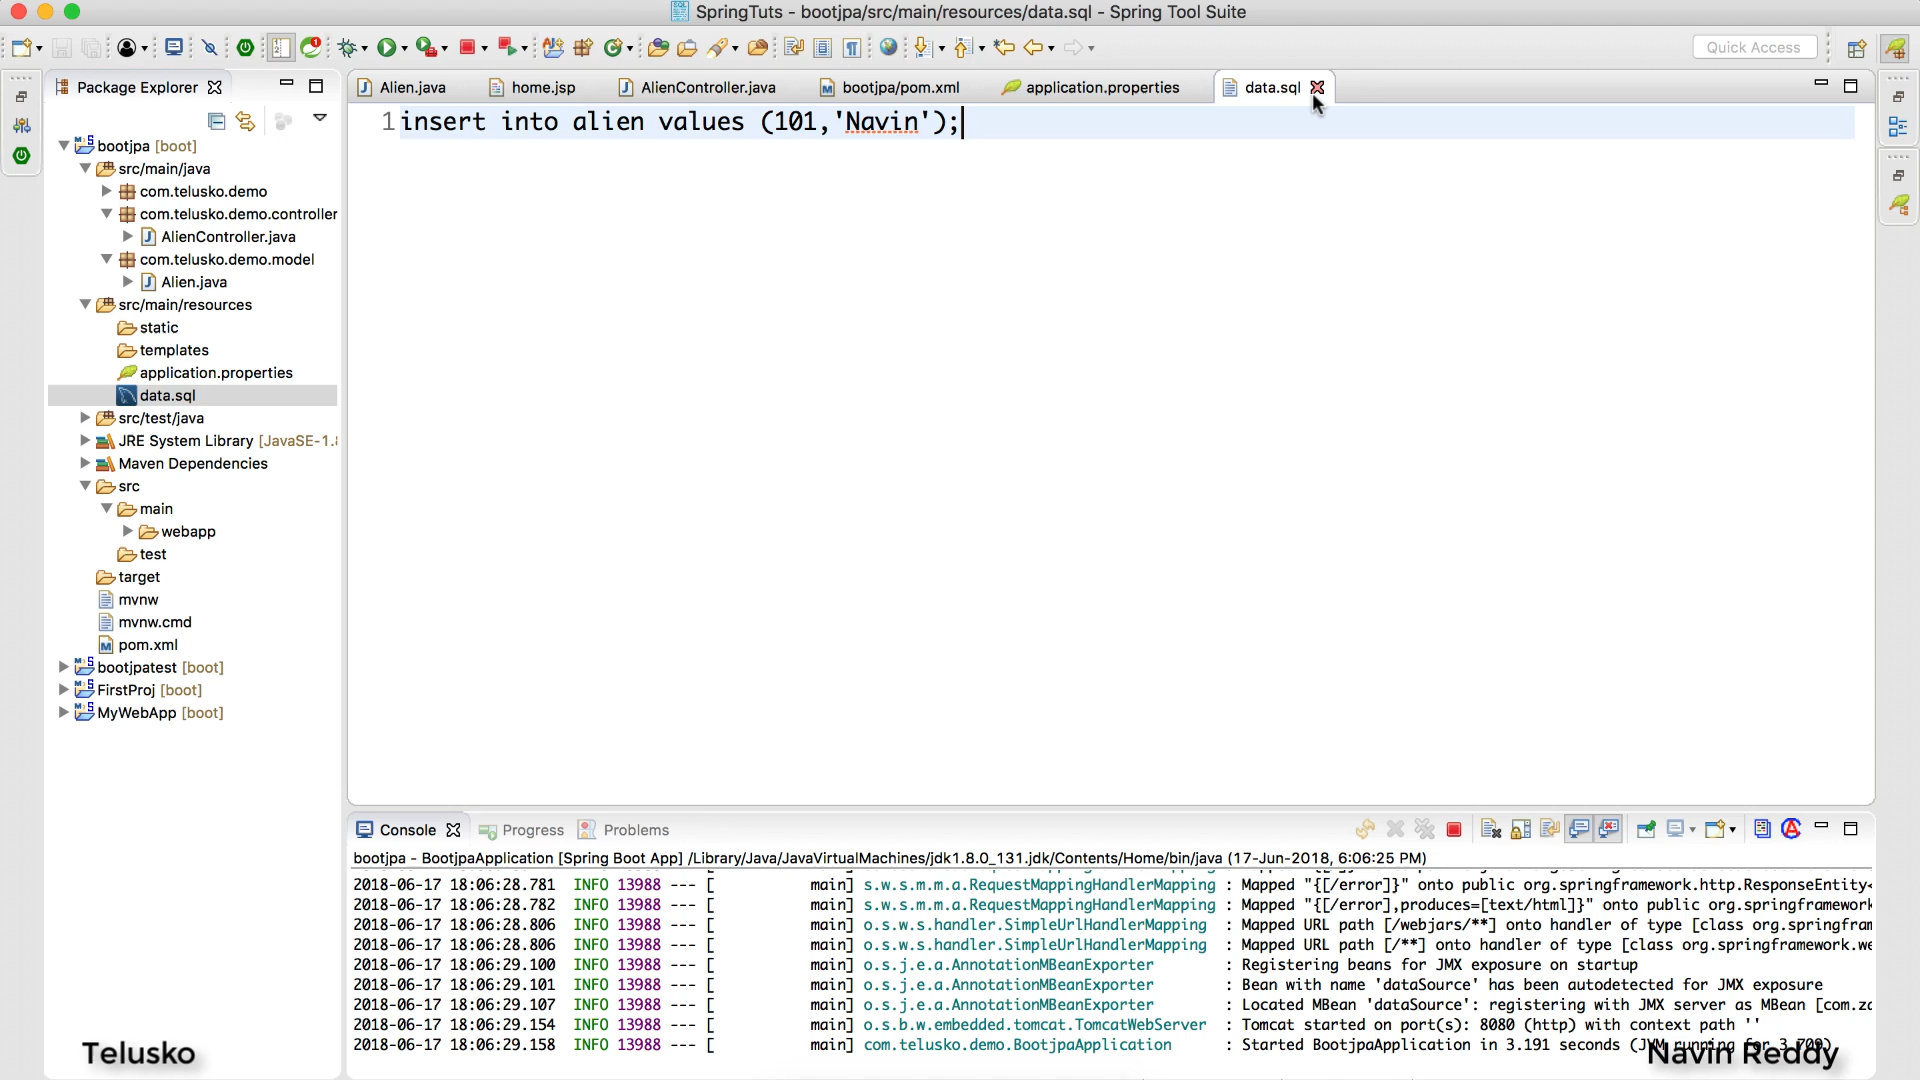 SpringTuts - bootjpa/src/main/resources/data.sql - Spring Tool Suite
Quick Access
Package Explorer
Alien.java
home.jsp
AlienController.java
bootjpa/pom.xml
application.properties
data.sql
1 insert into alien values (101,'Navin');
bootjpa [boot]
src/main/java
com.telusko.demo
com.telusko.demo.controller
AlienController.java
com.telusko.demo.model
Alien.java
src/main/resources
static
templates
application.properties
data.sql
src/test/java
JRE System Library [JavaSE-1.8
Maven Dependencies
src
main
webapp
test
target
mvnw
mvnw.cmd
pom.xml
bootjpatest [boot]
FirstProj [boot]
MyWebApp [boot]
Console
Progress
Problems
bootjpa - BootjpaApplication [Spring Boot App] /Library/Java/JavaVirtualMachines/jdk1.8.0_131.jdk/Contents/Home/bin/java (17-Jun-2018, 6:06:25 PM)
2018-06-17 18:06:28.781 INFO 13988 --- [ main] s.w.s.m.m.a.RequestMappingHandlerMapping : Mapped "{[/error]}" onto public org.springframework.http.ResponseEntity<
2018-06-17 18:06:28.782 INFO 13988 --- [ main] s.w.s.m.m.a.RequestMappingHandlerMapping : Mapped "{[/error],produces=[text/html]}" onto public org.springframework
2018-06-17 18:06:28.806 INFO 13988 --- [ main] o.s.w.s.handler.SimpleUrlHandlerMapping : Mapped URL path [/webjars/**] onto handler of type [class org.springfram
2018-06-17 18:06:28.806 INFO 13988 --- [ main] o.s.w.s.handler.SimpleUrlHandlerMapping : Mapped URL path [/**] onto handler of type [class org.springframework.we
2018-06-17 18:06:29.100 INFO 13988 --- [ main] o.s.j.e.a.AnnotationMBeanExporter : Registering beans for JMX exposure on startup
2018-06-17 18:06:29.101 INFO 13988 --- [ main] o.s.j.e.a.AnnotationMBeanExporter : Bean with name 'dataSource' has been autodetected for JMX exposure
2018-06-17 18:06:29.107 INFO 13988 --- [ main] o.s.j.e.a.AnnotationMBeanExporter : Located MBean 'dataSource': registering with JMX server as MBean [com.za
2018-06-17 18:06:29.154 INFO 13988 --- [ main] o.s.b.w.embedded.tomcat.TomcatWebServer : Tomcat started on port(s): 8080 (http) with context path ''
2018-06-17 18:06:29.158 INFO 13988 --- [ main] com.telusko.demo.BootjpaApplication : Started BootjpaApplication in 3.191 seconds (JVM running for 3.709)
Telusko
Navin Reddy